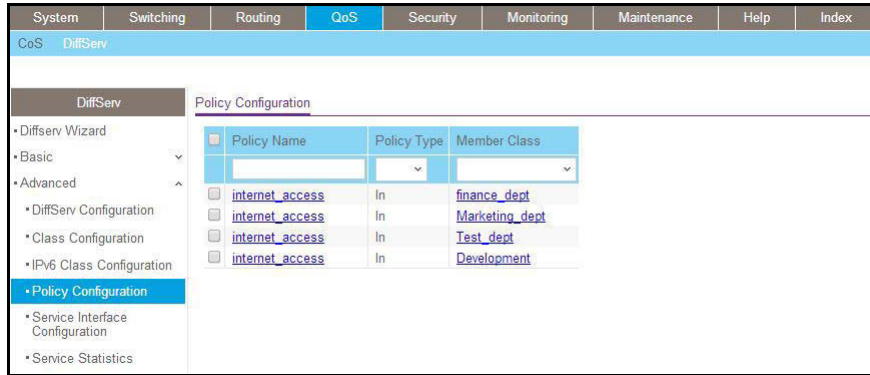 System Switching Routing QoS Security Monitoring Maintenance Help Index
CoS DiffServ
DiffServ
Policy Configuration
Diffserv Wizard
Basic
Advanced
DiffServ Configuration
Class Configuration
IPv6 Class Configuration
Policy Configuration
Service Interface
Configuration
Service Statistics
Policy Name Policy Type Member Class
internet_access In finance_dept
internet_access In Marketing_dept
internet_access In Test_dept
internet_access In Development